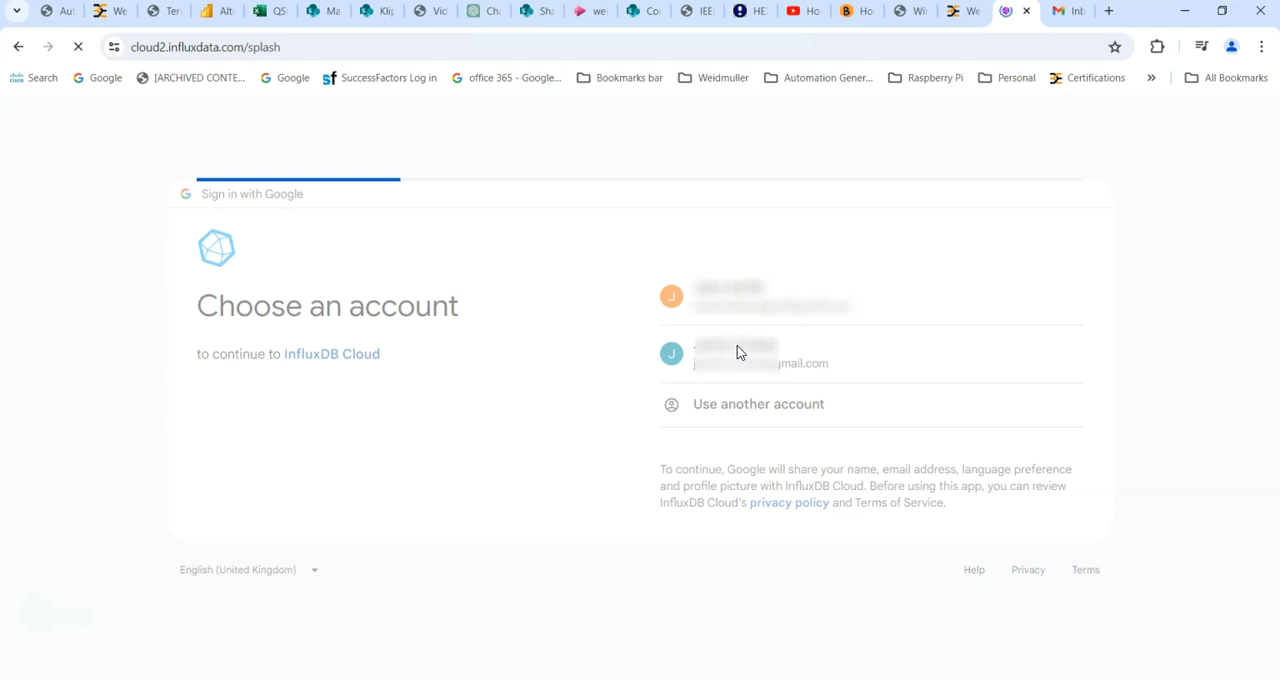 Au
We
Ter
Alt
QS
Ma
Kli
Vic
Ch
Sha
wei
Co
IEE
HE
Ho
Ho
Wi
We
Inb
cloud2.influxdata.com/splash
Search
Google
[ARCHIVED CONTE...
Google
SuccessFactors Log in
office 365 - Google...
Bookmarks bar
Weidmuller
Automation Gener...
Raspberry Pi
Personal
Certifications
»
All Bookmarks
Sign in with Google
Choose an account
to continue to InfluxDB Cloud
J
J
gmail.com
Use another account
To continue, Google will share your name, email address, language preference
and profile picture with InfluxDB Cloud. Before using this app, you can review
InfluxDB Cloud's privacy policy and Terms of Service.
English (United Kingdom)
Help
Privacy
Terms